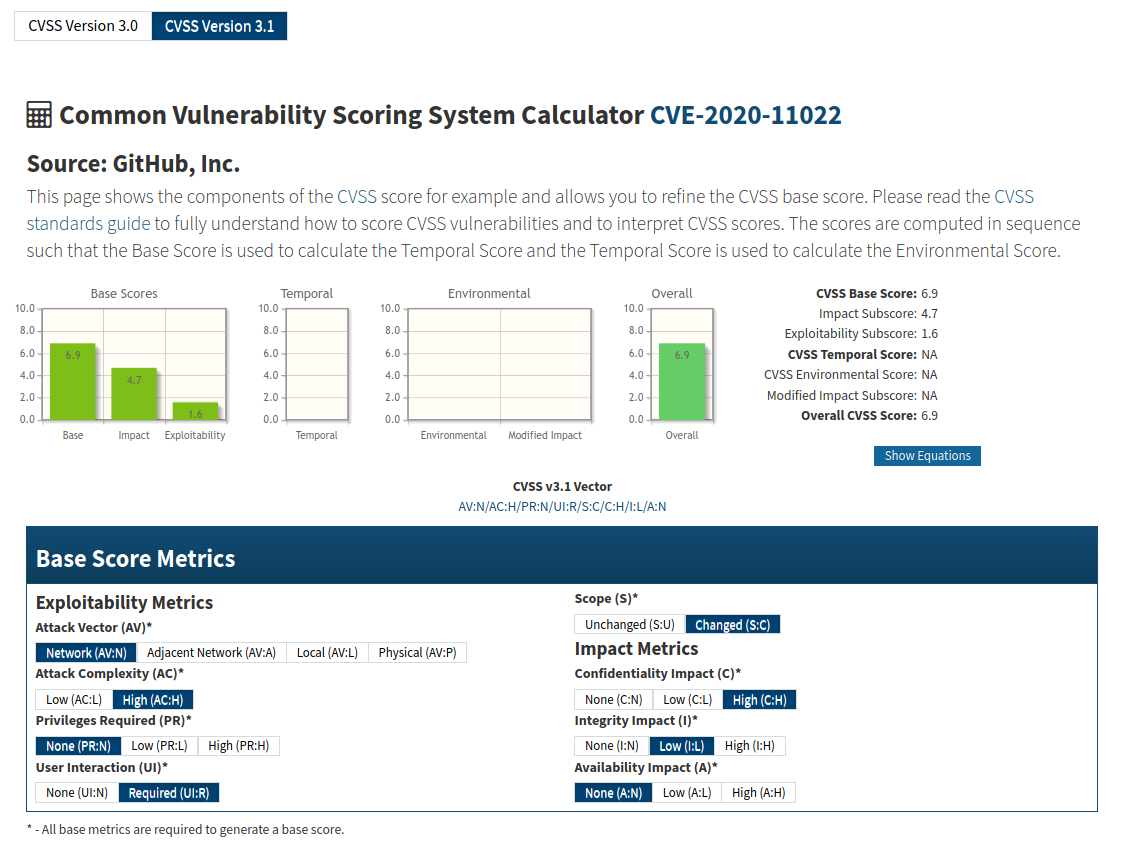 CVSS Version 3.0 CVSS Version 3.1
Common Vulnerability Scoring System Calculator CVE-2020-11022
Source: GitHub, Inc.
This page shows the components of the CVSS score for example and allows you to refine the CVSS base score. Please read the CVSS
standards guide to fully understand how to score CVSS vulnerabilities and to interpret CVSS scores. The scores are computed in sequence
such that the Base Score is used to calculate the Temporal Score and the Temporal Score is used to calculate the Environmental Score.
Base Scores
10.0
8.0
6.0
4.0
2.0
0.0
6.9
4.7
1.6
Base Impact Exploitability
Temporal
10.0
8.0
6.0
4.0
2.0
0.0
Temporal
Environmental
10.0
8.0
6.0
4.0
2.0
0.0
Environmental Modified Impact
Overall
10.0
8.0
6.0
4.0
2.0
0.0
6.9
Overall
CVSS Base Score: 6.9
Impact Subscore: 4.7
Exploitability Subscore: 1.6
CVSS Temporal Score: NA
CVSS Environmental Score: NA
Modified Impact Subscore: NA
Overall CVSS Score: 6.9
Show Equations
CVSS v3.1 Vector
AV:N/AC:H/PR:N/UI:R/S:C/C:H/I:L/A:N
Base Score Metrics
Exploitability Metrics
Attack Vector (AV)*
Network (AV:N) Adjacent Network (AV:A) Local (AV:L) Physical (AV:P)
Attack Complexity (AC)*
Low (AC:L) High (AC:H)
Privileges Required (PR)*
None (PR:N) Low (PR:L) High (PR:H)
User Interaction (UI)*
None (UI:N) Required (UI:R)
Scope (S)*
Unchanged (S:U) Changed (S:C)
Impact Metrics
Confidentiality Impact (C)*
None (C:N) Low (C:L) High (C:H)
Integrity Impact (I)*
None (I:N) Low (I:L) High (I:H)
Availability Impact (A)*
None (A:N) Low (A:L) High (A:H)
* - All base metrics are required to generate a base score.